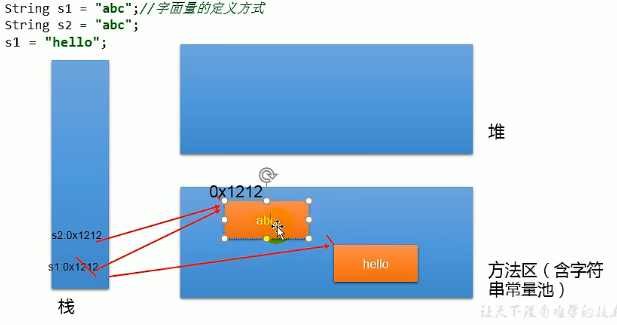 String s1 = "abc";//字面量的定义方式
String s2 = "abc";
s1 = "hello";
堆
0x1212
abc
s2:0x1212
s1:0x1212
hello
方法区（含字符
串常量池）
栈
让天下没有难学的技术